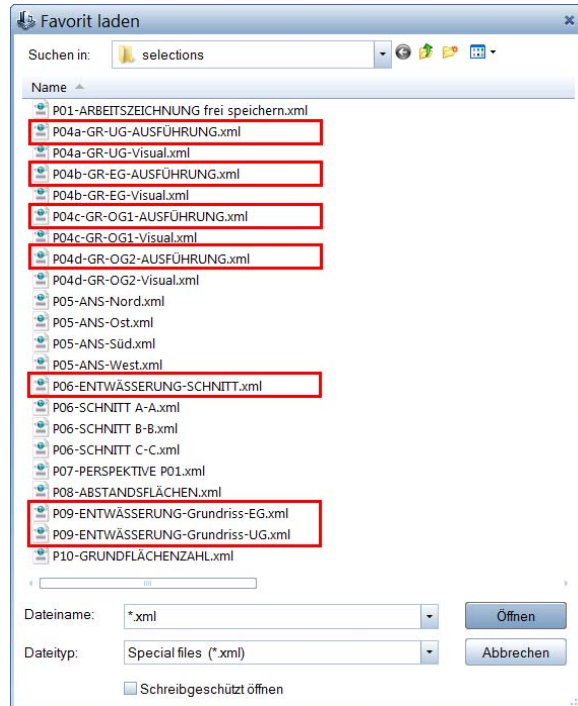 Favorit laden
Suchen in: selections
Name
P01-ARBEITSZEICHNUNG frei speichern.xml
P04a-GR-UG-AUSFÜHRUNG.xml
P04a-GR-UG-Visual.xml
P04b-GR-EG-AUSFÜHRUNG.xml
P04b-GR-EG-Visual.xml
P04c-GR-OG1-AUSFÜHRUNG.xml
P04c-GR-OG1-Visual.xml
P04d-GR-OG2-AUSFÜHRUNG.xml
P04d-GR-OG2-Visual.xml
P05-ANS-Nord.xml
P05-ANS-Ost.xml
P05-ANS-Süd.xml
P05-ANS-West.xml
P06-ENTWÄSSERUNG-SCHNITT.xml
P06-SCHNITT A-A.xml
P06-SCHNITT B-B.xml
P06-SCHNITT C-C.xml
P07-PERSPEKTIVE P01.xml
P08-ABSTANDSFLÄCHEN.xml
P09-ENTWÄSSERUNG-Grundriss-EG.xml
P09-ENTWÄSSERUNG-Grundriss-UG.xml
P10-GRUNDFLÄCHENZAHL.xml
Dateiname: *.xml Öffnen
Dateityp: Special files (*.xml) Abbrechen
Schreibgeschützt öffnen